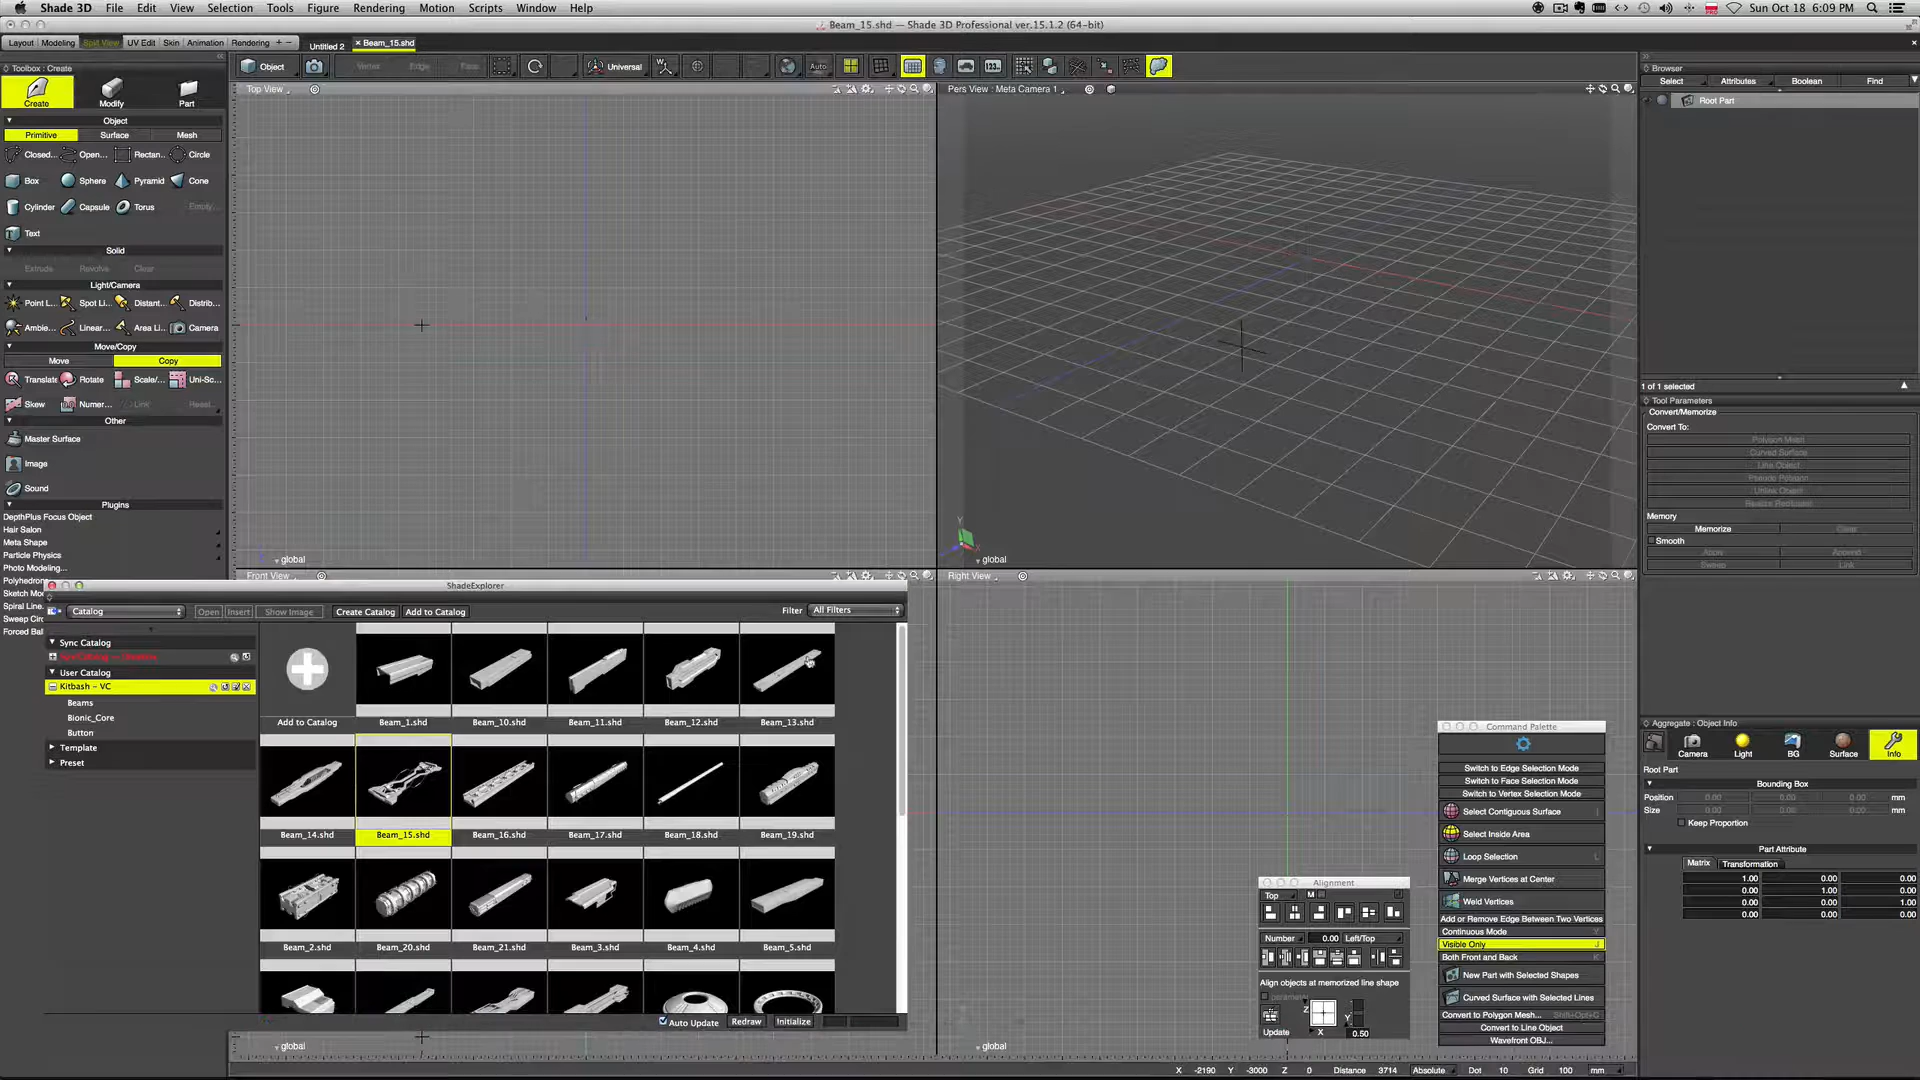 Shade 3D File Edit View Selection Tools Figure Rendering Motion Scripts Window Help
Sun Oct 18 6:09 PM
Beam_15.shd — Shade 3D Professional ver.15.1.2 (64-bit)
Layout Modeling Split View UV Edit Skin Animation Rendering + −
Untitled 2
× Beam_15.shd
Toolbox: Create
Create Modify Part
Object
Primitive Surface Mesh
Closed... Open... Rectan... Circle
Box Sphere Pyramid Cone
Cylinder Capsule Torus Empty...
Text
Solid
Extrude Revolve Clear
Light/Camera
Point L... Spot Li... Distant... Distrib...
Ambie... Linear... Area Li... Camera
Move/Copy
Move Copy
Translate Rotate Scale/... Uni-Sc...
Skew Numer... Link Reset...
Other
Master Surface
Image
Sound
Plugins
DepthPlus Focus Object
Hair Salon
Meta Shape
Particle Physics
Photo Modeling...
Polyhedro
Sketch Mo
Spiral Line.
Sweep Circ
Forced Bal
Object Vertex Edge Face Universal Auto 123...
Top View
global
Pers View : Meta Camera 1
Y
X
global
Front View
global
Right View
global
ShadeExplorer
Catalog Open Insert Show Image Create Catalog Add to Catalog Filter All Filters
Sync Catalog
User Catalog
Kitbash – VC
Beams
Bionic_Core
Button
Template
Preset
Add to Catalog Beam_1.shd Beam_10.shd Beam_11.shd Beam_12.shd Beam_13.shd
Beam_14.shd Beam_15.shd Beam_16.shd Beam_17.shd Beam_18.shd Beam_19.shd
Beam_2.shd Beam_20.shd Beam_21.shd Beam_3.shd Beam_4.shd Beam_5.shd
Auto Update Redraw Initialize
Alignment
Top M
Number 0.00 Left/Top
Align objects at memorized line shape
parameter
Z Y
Update X 0.50
Command Palette
Switch to Edge Selection Mode
Switch to Face Selection Mode
Switch to Vertex Selection Mode
Select Contiguous Surface
Select Inside Area
Loop Selection L
Merge Vertices at Center
Weld Vertices
Add or Remove Edge Between Two Vertices
Continuous Mode Y
Visible Only J
Both Front and Back K
New Part with Selected Shapes
Curved Surface with Selected Lines
Convert to Polygon Mesh... Shift+Opt+C
Convert to Line Object
Wavefront OBJ...
X -2190 Y -3000 Z 0 Distance 3714 Absolute Dot 10 Grid 100 mm
Browser
Select Attributes Boolean Find
Root Part
1 of 1 selected
Tool Parameters
Convert/Memorize
Convert To:
Polygon Mesh
Curved Surface
Line Object
Pseudo Polygon
Unlink Object
Realize Replicator
Memory
Memorize Clear
Smooth
Apply Append
Sweep Link
Aggregate : Object Info
Camera Light BG Surface Info
Root Part
Bounding Box
Position 0.00 0.00 0.00 mm
Size 0.00 0.00 0.00 mm
Keep Proportion
Part Attribute
Matrix Transformation
1.00 0.00 0.00
0.00 1.00 0.00
0.00 0.00 1.00
0.00 0.00 0.00